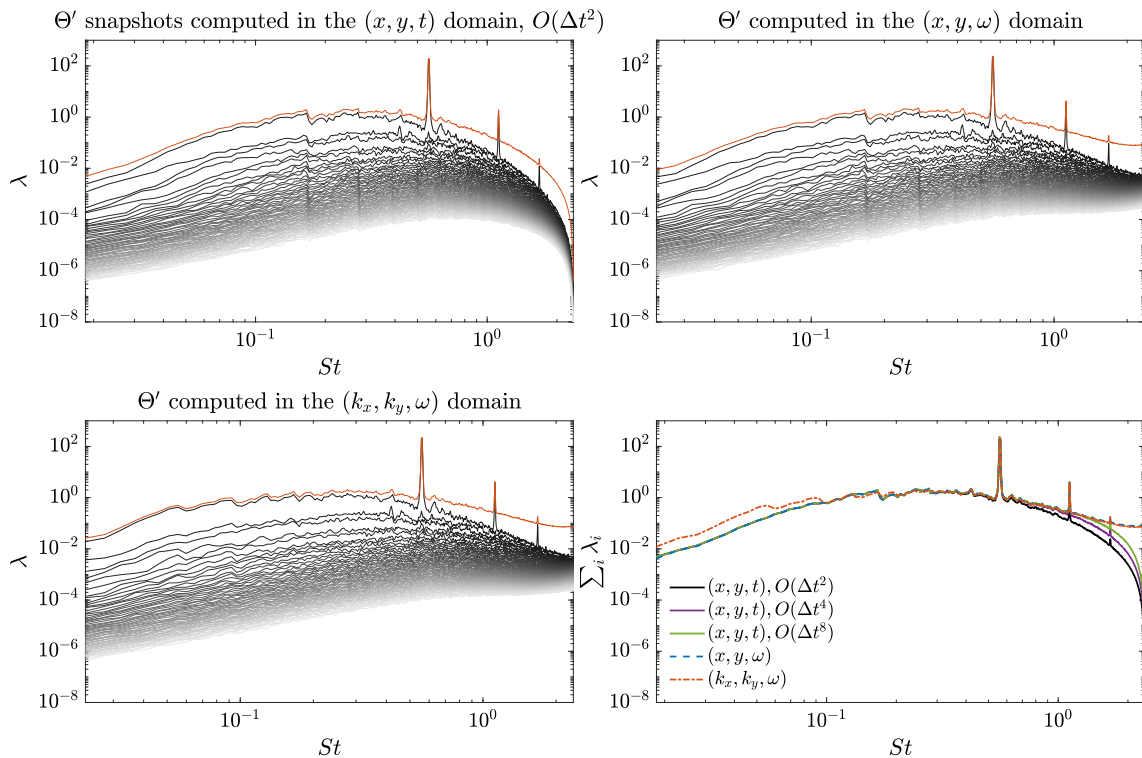 Θ′ snapshots computed in the (x, y, t) domain, O(Δt²)
10²
10⁰
10⁻²
10⁻⁴
10⁻⁶
10⁻⁸
λ
10⁻¹
10⁰
St
Θ′ computed in the (x, y, ω) domain
10²
10⁰
10⁻²
10⁻⁴
10⁻⁶
10⁻⁸
λ
10⁻¹
10⁰
St
Θ′ computed in the (kₓ, k_y, ω) domain
10²
10⁰
10⁻²
10⁻⁴
10⁻⁶
10⁻⁸
λ
10⁻¹
10⁰
St
10²
10⁰
10⁻²
10⁻⁴
10⁻⁶
10⁻⁸
∑ᵢ λᵢ
(x, y, t), O(Δt²)
(x, y, t), O(Δt⁴)
(x, y, t), O(Δt⁸)
(x, y, ω)
(kₓ, k_y, ω)
10⁻¹
10⁰
St